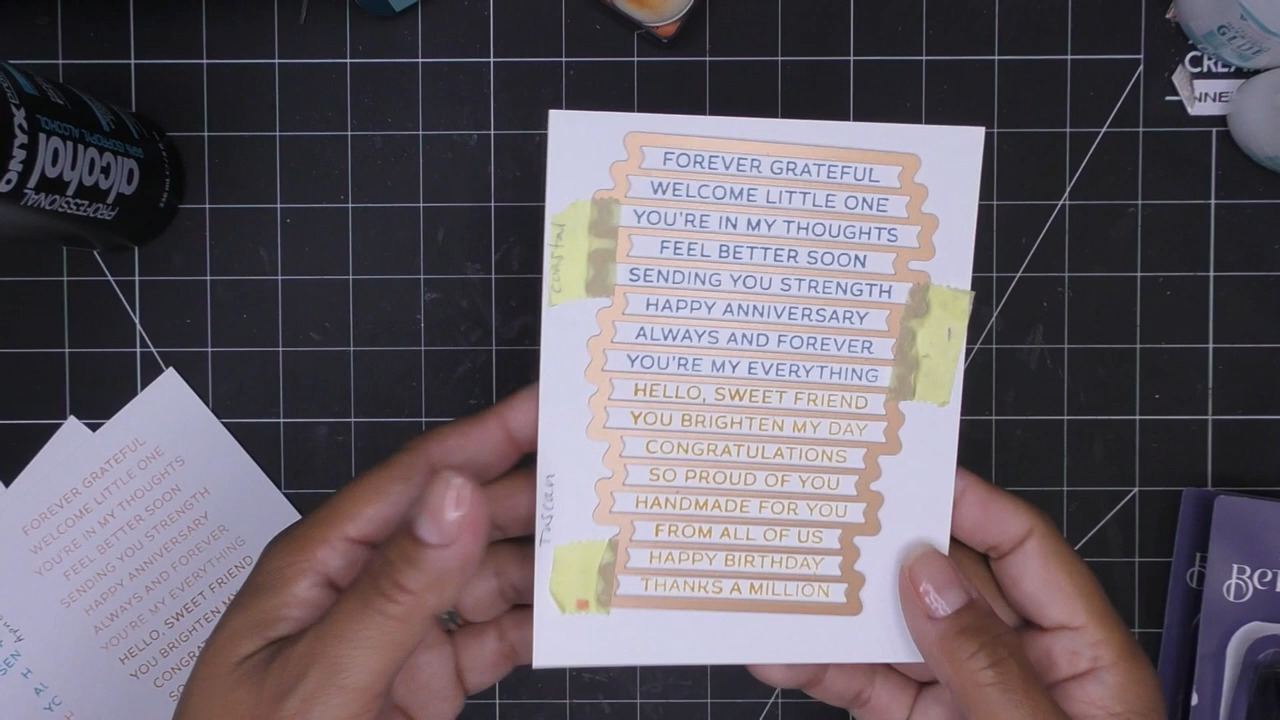 FOREVER GRATEFUL
WELCOME LITTLE ONE
YOU'RE IN MY THOUGHTS
FEEL BETTER SOON
SENDING YOU STRENGTH
HAPPY ANNIVERSARY
ALWAYS AND FOREVER
YOU'RE MY EVERYTHING
HELLO, SWEET FRIEND
YOU BRIGHTEN MY DAY
CONGRATULATIONS
SO PROUD OF YOU
HANDMADE FOR YOU
FROM ALL OF US
HAPPY BIRTHDAY
THANKS A MILLION
coastal
Tuscan
PROFESSIONAL
alcohol
99% ISOPROPYL ALCOHOL
FOREVER GRATEFUL
WELCOME LITTLE ONE
YOU'RE IN MY THOUGHTS
FEEL BETTER SOON
SENDING YOU STRENGTH
HAPPY ANNIVERSARY
ALWAYS AND FOREVER
YOU'RE MY EVERYTHING
HELLO, SWEET FRIEND
YOU BRIGHTEN
GLUE